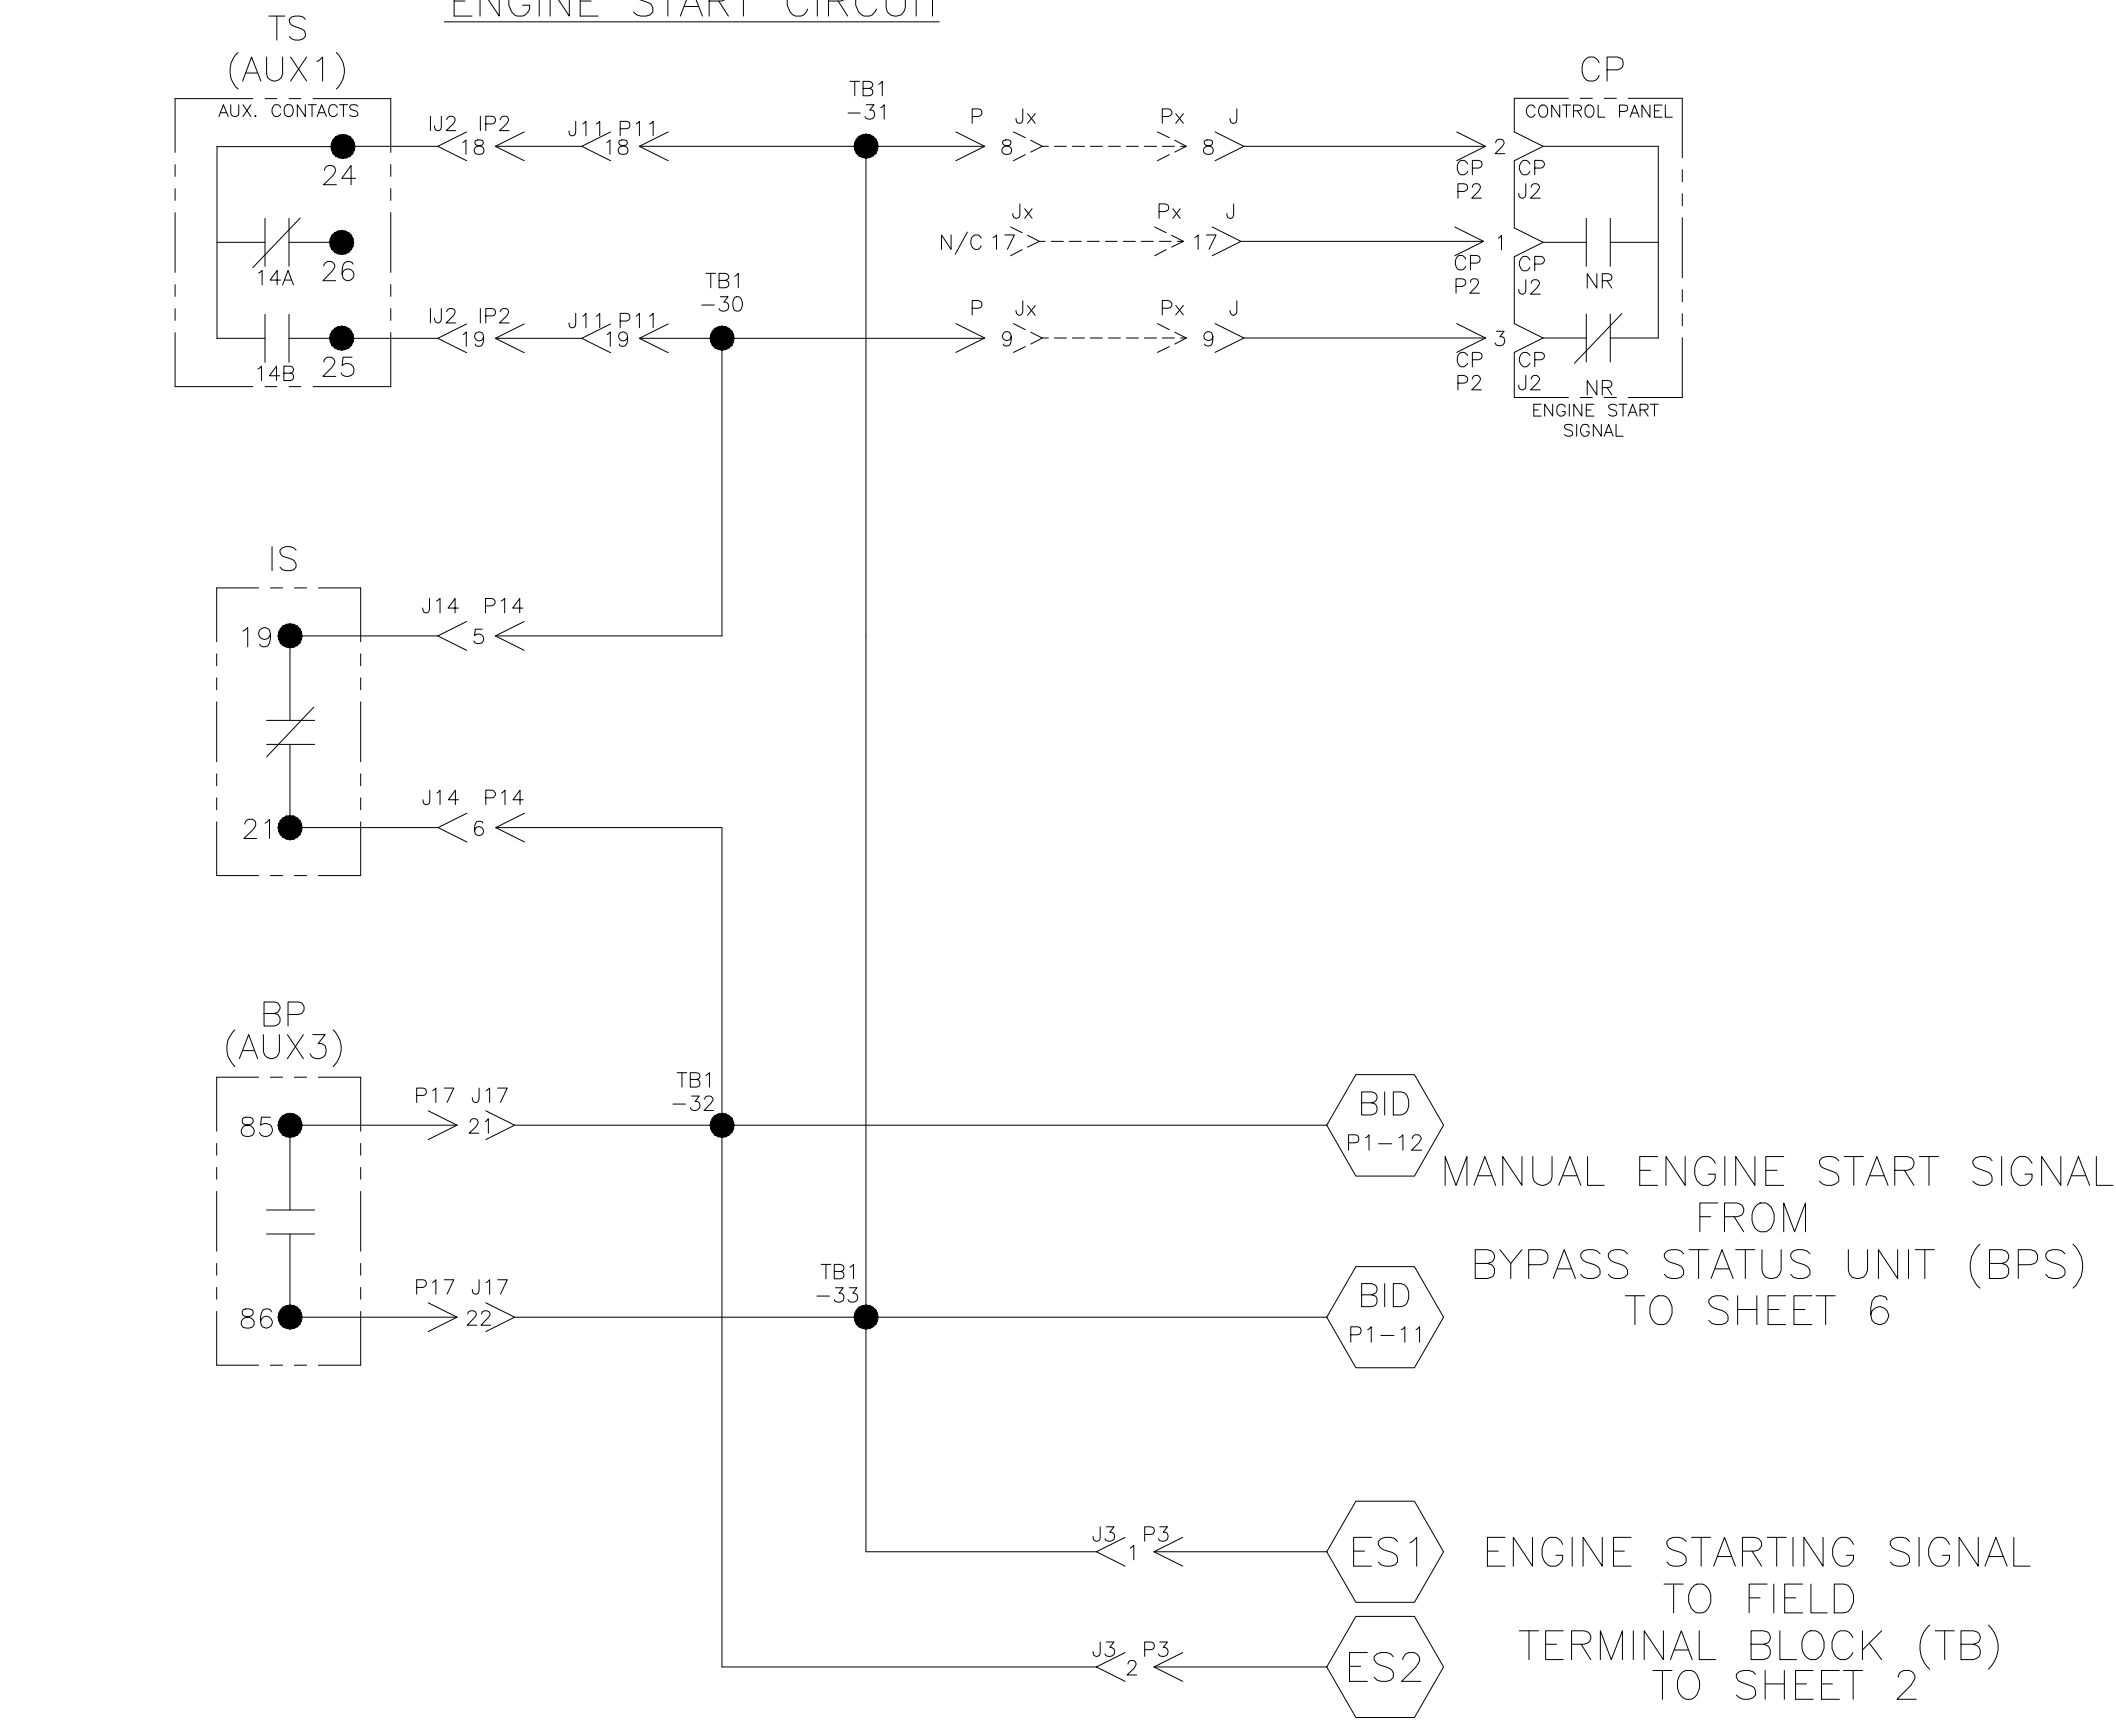 ENGINE START CIRCUIT
TS
(AUX1)
AUX. CONTACTS
24
14A
26
14B
25
IJ2 IP2
18
J11 P11
18
TB1
-31
P Jx
8
Px J
8
2
CP CP
P2 J2
CP
CONTROL PANEL
Jx
N/C 17
Px J
17
1
CP CP
P2 J2
NR
IJ2 IP2
19
J11 P11
19
TB1
-30
P Jx
9
Px J
9
3
CP CP
P2 J2
NR
ENGINE START
SIGNAL
IS
19
J14 P14
5
21
J14 P14
6
BP
(AUX3)
85
P17 J17
21
TB1
-32
BID
P1-12
86
P17 J17
22
TB1
-33
BID
P1-11
MANUAL ENGINE START SIGNAL
FROM
BYPASS STATUS UNIT (BPS)
TO SHEET 6
J3 P3
1
ES1
J3 P3
2
ES2
ENGINE STARTING SIGNAL
TO FIELD
TERMINAL BLOCK (TB)
TO SHEET 2